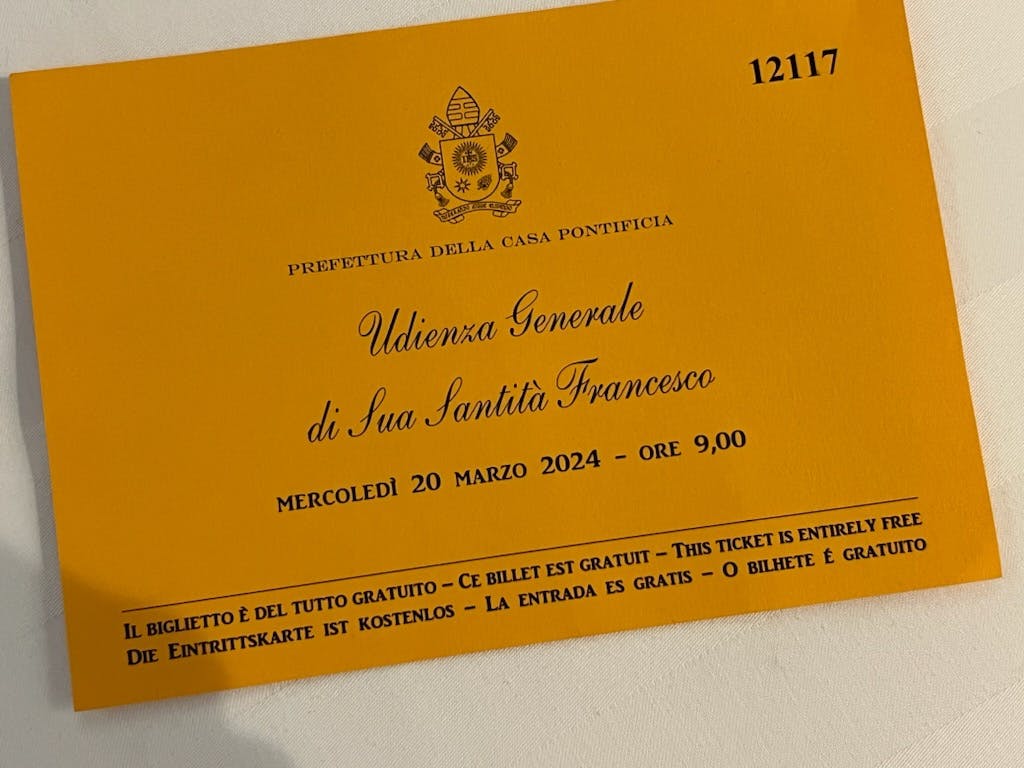 12117
PREFETTURA DELLA CASA PONTIFICIA
Udienza Generale
di Sua Santità Francesco
MERCOLEDÌ 20 MARZO 2024 - ORE 9,00
IL BIGLIETTO È DEL TUTTO GRATUITO – CE BILLET EST GRATUIT – THIS TICKET IS ENTIRELY FREE
DIE EINTRITTSKARTE IST KOSTENLOS – LA ENTRADA ES GRATIS – O BILHETE É GRATUITO